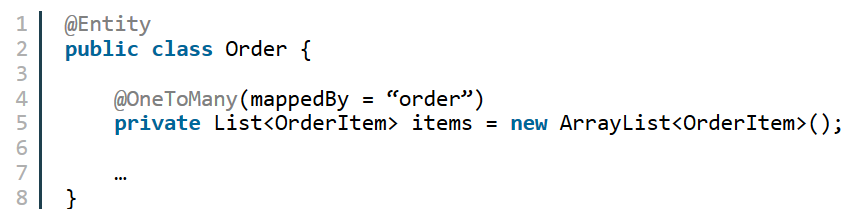 1 @Entity
2 public class Order {
3
4 @OneToMany(mappedBy = “order”)
5 private List<OrderItem> items = new ArrayList<OrderItem>();
6
7 …
8 }